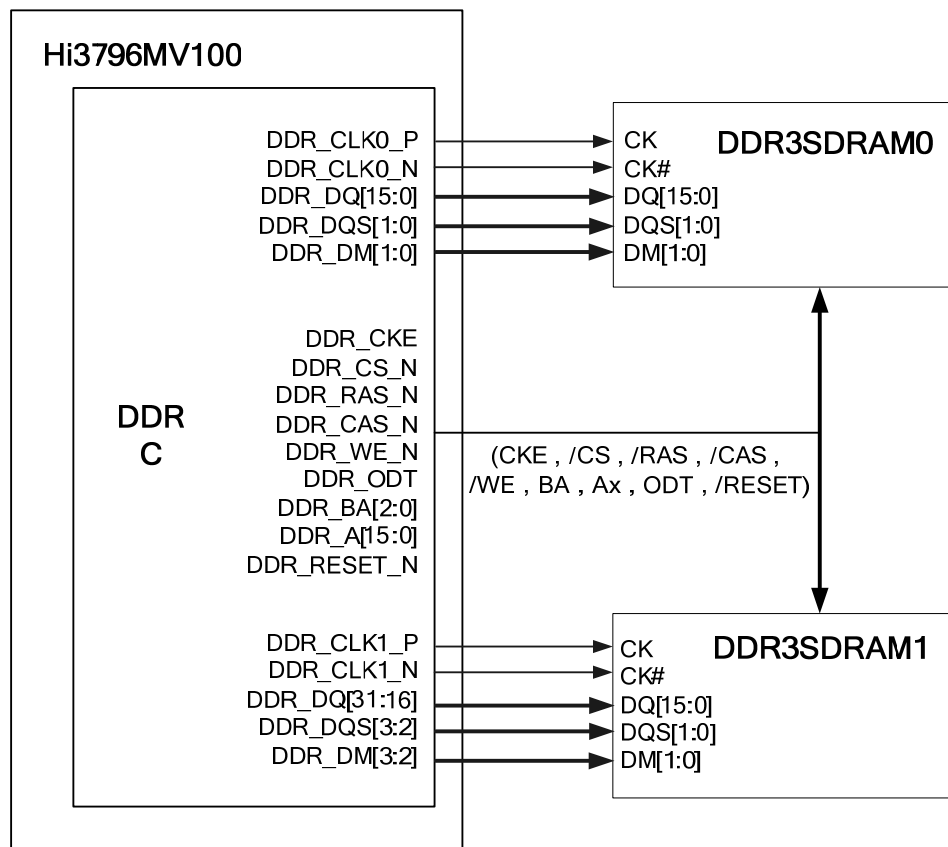 Hi3796MV100
DDR_CLK0_P
DDR_CLK0_N
DDR_DQ[15:0]
DDR_DQS[1:0]
DDR_DM[1:0]
CK
CK#
DQ[15:0]
DQS[1:0]
DM[1:0]
DDR3SDRAM0
DDR_CKE
DDR_CS_N
DDR_RAS_N
DDR_CAS_N
DDR_WE_N
DDR_ODT
DDR_BA[2:0]
DDR_A[15:0]
DDR_RESET_N
DDR
C
(CKE , /CS , /RAS , /CAS ,
/WE , BA , Ax , ODT , /RESET)
DDR_CLK1_P
DDR_CLK1_N
DDR_DQ[31:16]
DDR_DQS[3:2]
DDR_DM[3:2]
CK
CK#
DQ[15:0]
DQS[1:0]
DM[1:0]
DDR3SDRAM1